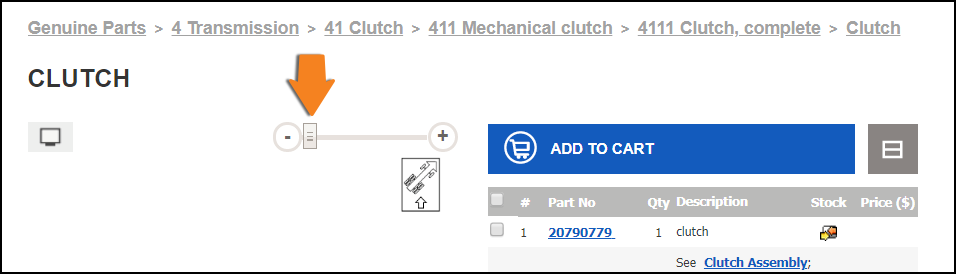 Genuine Parts > 4 Transmission > 41 Clutch > 411 Mechanical clutch > 4111 Clutch, complete > Clutch
CLUTCH
- +
ADD TO CART
# Part No Qty Description Stock Price ($)
1 20790779 1 clutch
See Clutch Assembly;